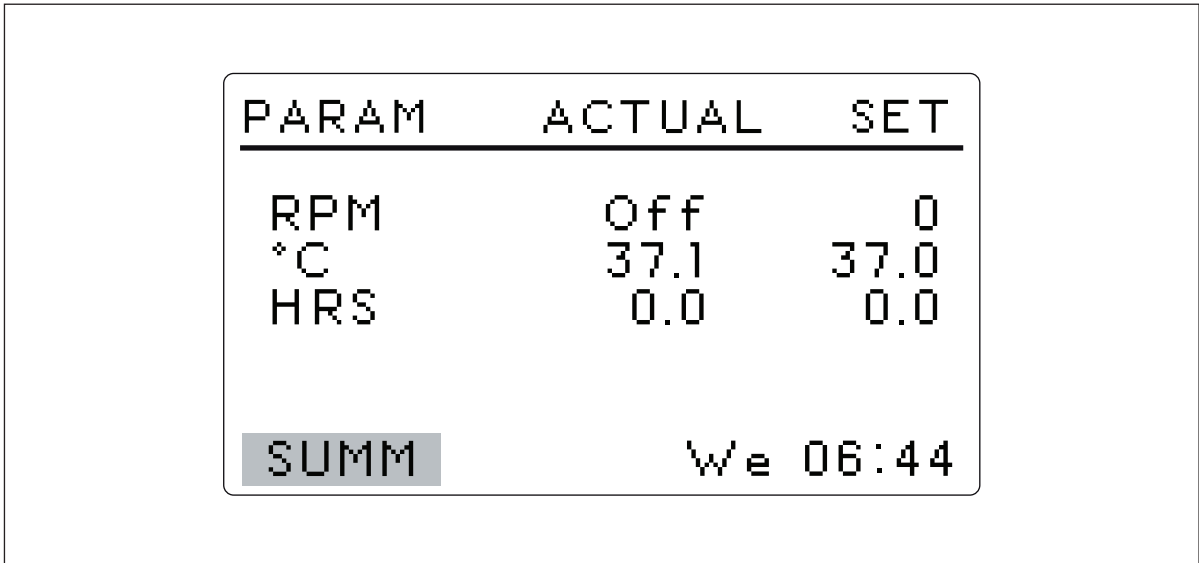 PARAM ACTUAL SET
RPM Off 0
°C 37.1 37.0
HRS 0.0 0.0
SUMM We 06:44